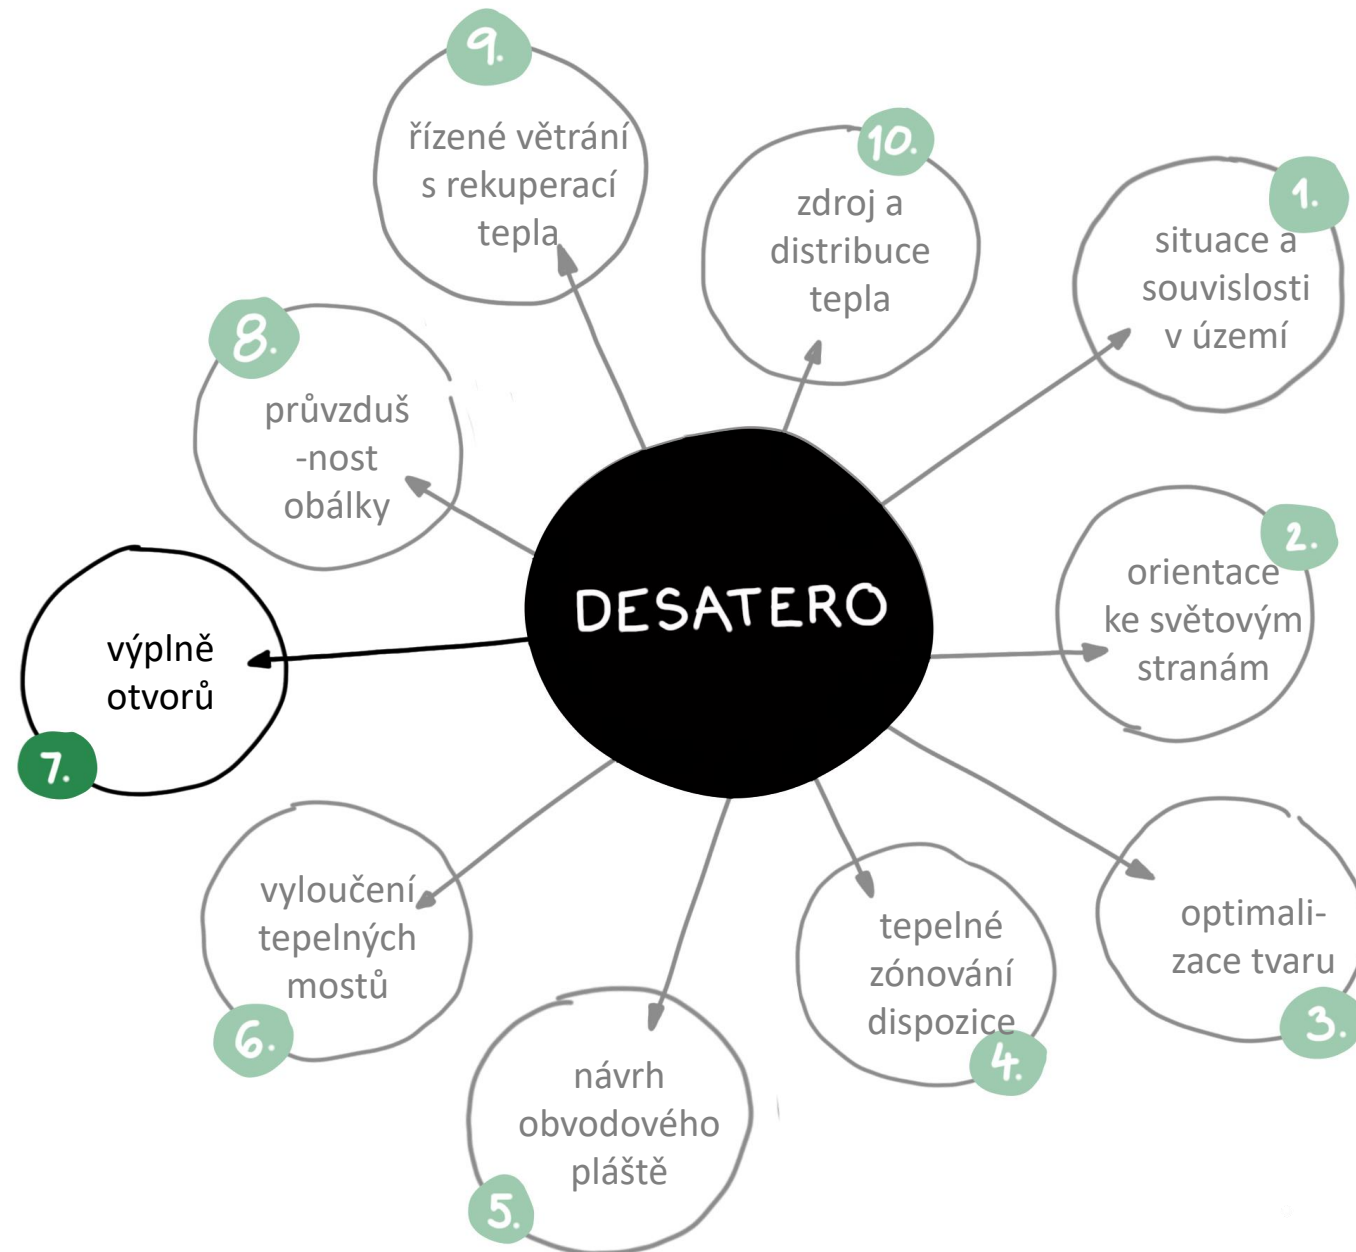 DESATERO
1.
situace a
souvislosti
v území
2.
orientace
ke světovým
stranám
3.
optimali-
zace tvaru
4.
tepelné
zónování
dispozice
5.
návrh
obvodového
pláště
6.
vyloučení
tepelných
mostů
7.
výplně
otvorů
8.
průvzduš
-nost
obálky
9.
řízené větrání
s rekuperací
tepla
10.
zdroj a
distribuce
tepla